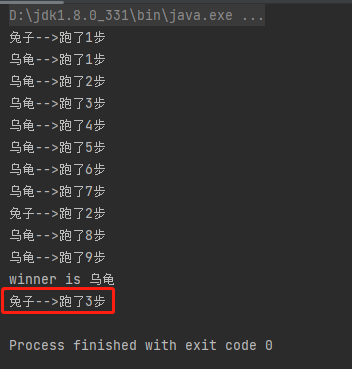 D:\jdk1.8.0_331\bin\java.exe ...
兔子-->跑了1步
乌龟-->跑了1步
乌龟-->跑了2步
乌龟-->跑了3步
乌龟-->跑了4步
乌龟-->跑了5步
乌龟-->跑了6步
乌龟-->跑了7步
兔子-->跑了2步
乌龟-->跑了8步
乌龟-->跑了9步
winner is 乌龟
兔子-->跑了3步
Process finished with exit code 0